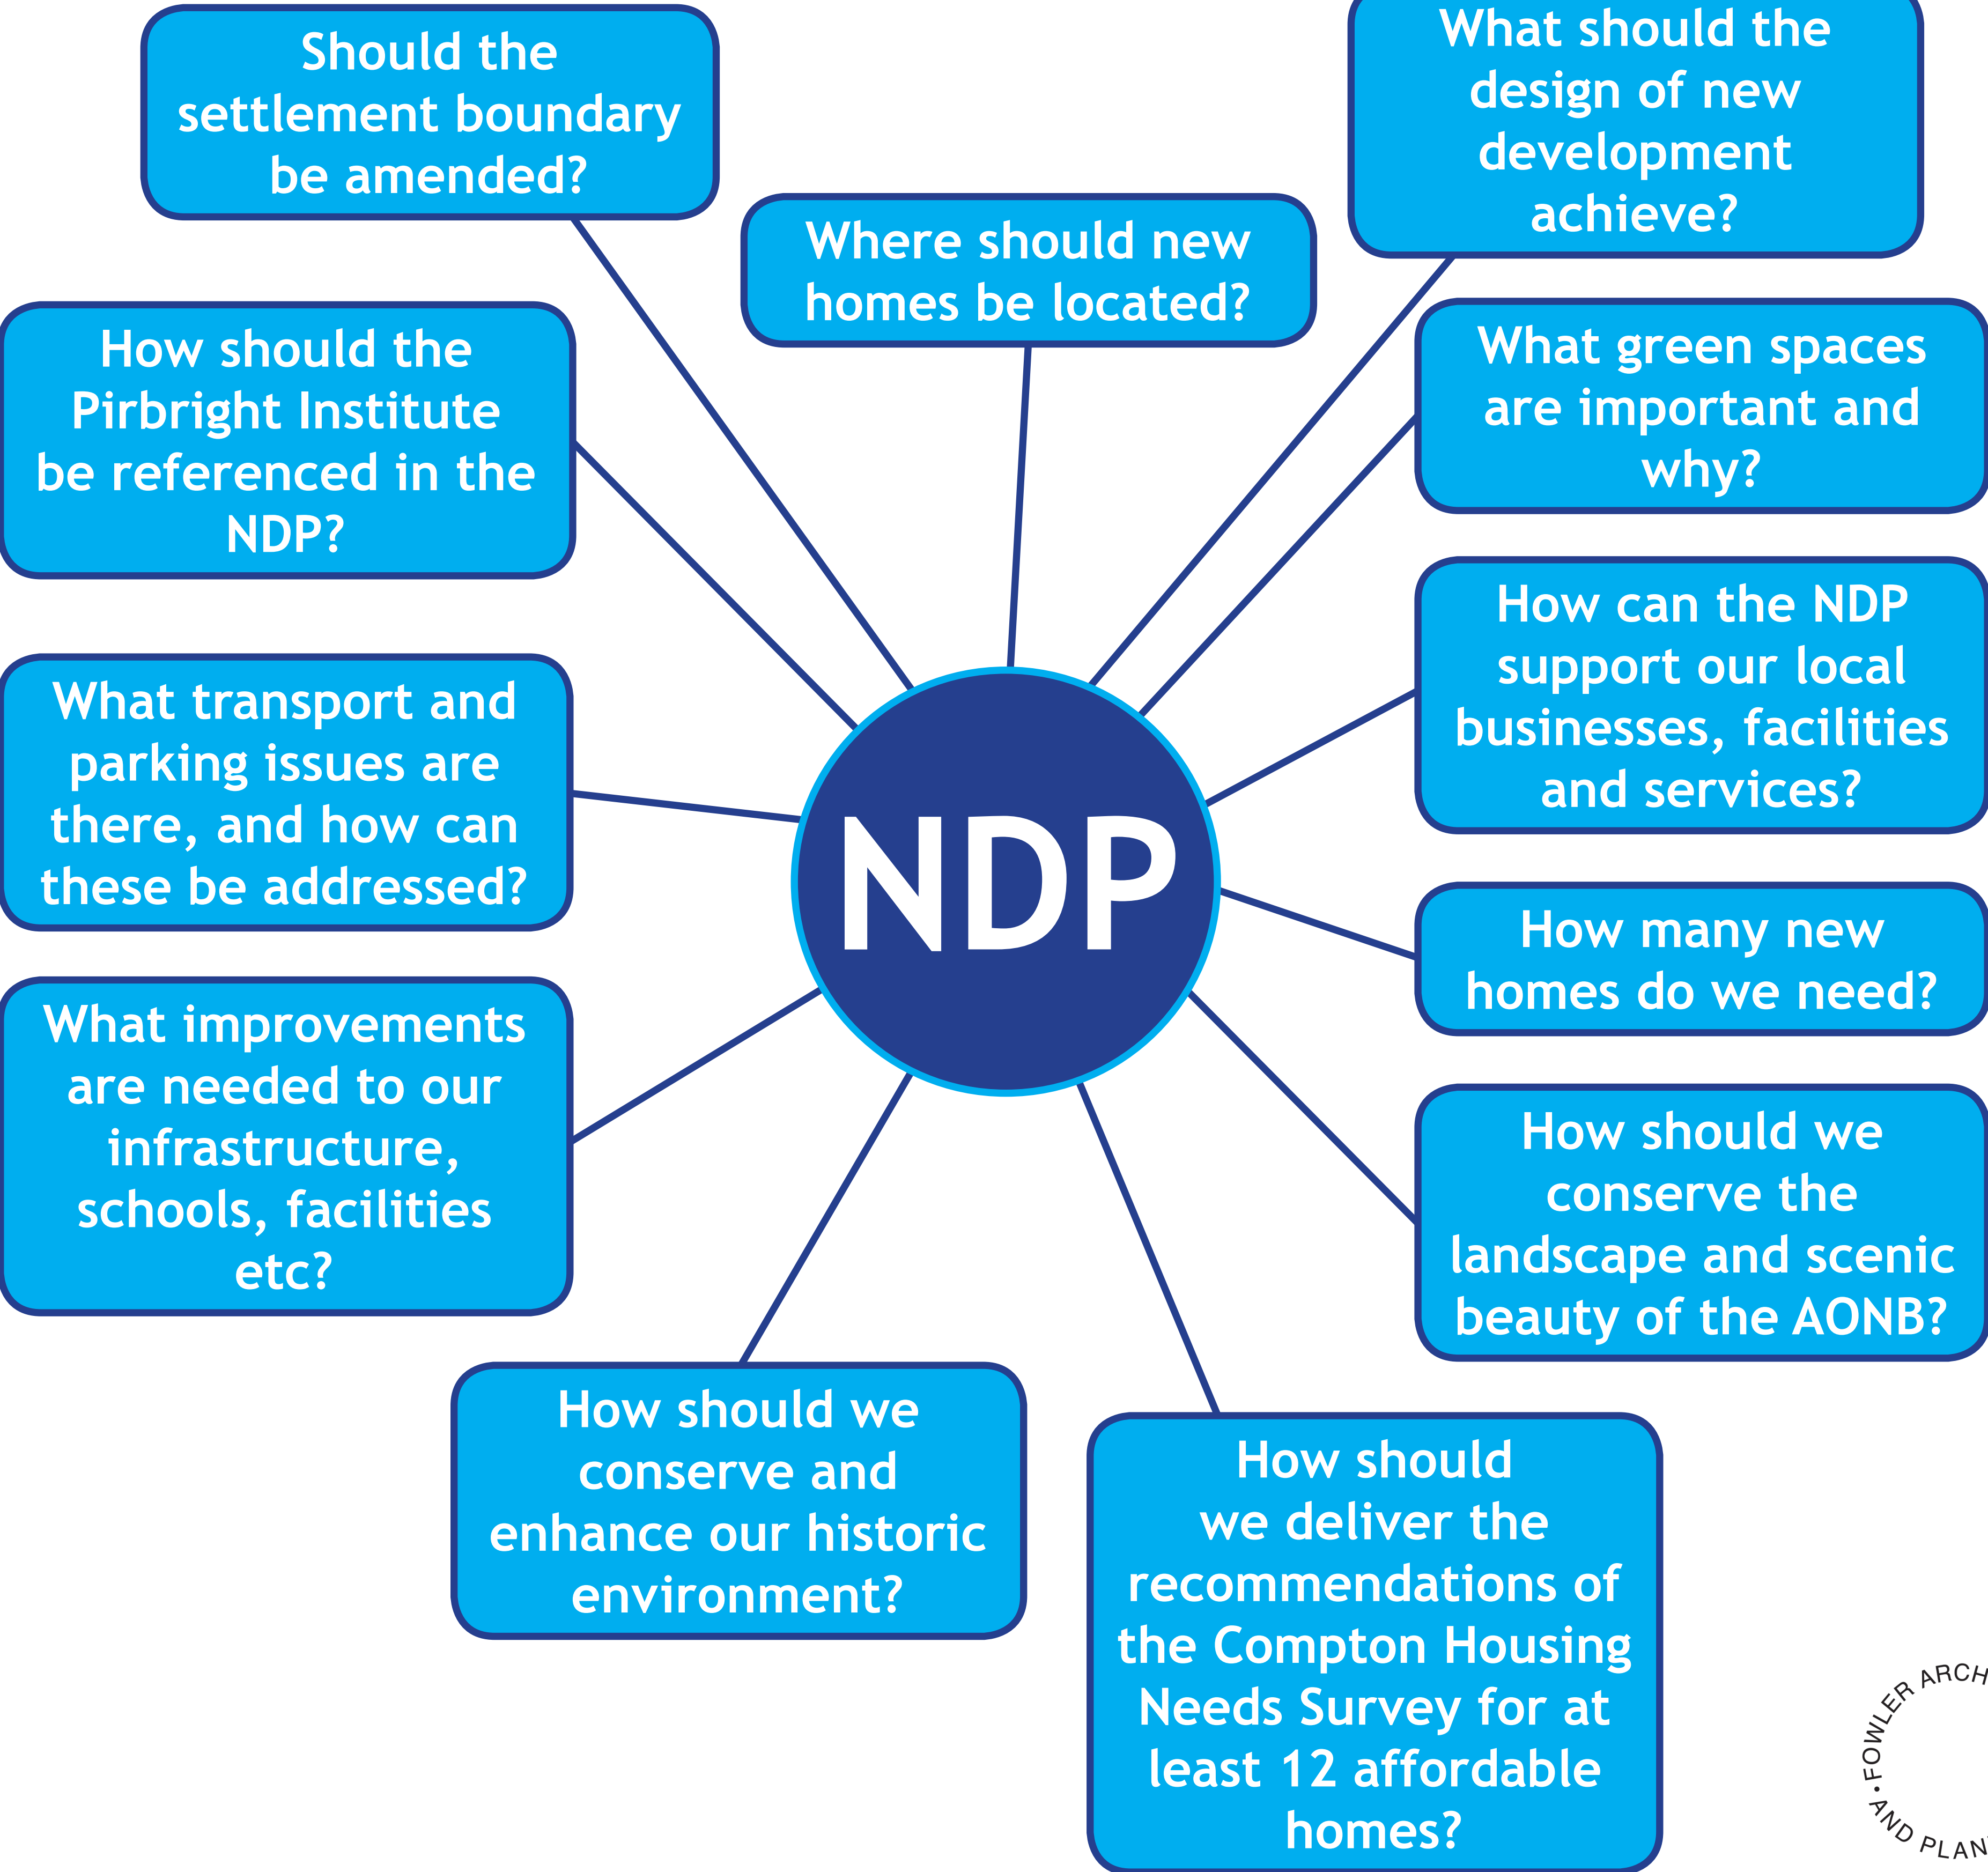 Should the
settlement boundary
be amended?
What should the
design of new
development
achieve?
Where should new
homes be located?
How should the
Pirbright Institute
be referenced in the
NDP?
What green spaces
are important and
why?
How can the NDP
support our local
businesses, facilities
and services?
What transport and
parking issues are
there, and how can
these be addressed?
NDP
How many new
homes do we need?
What improvements
are needed to our
infrastructure,
schools, facilities
etc?
How should we
conserve the
landscape and scenic
beauty of the AONB?
How should we
conserve and
enhance our historic
environment?
How should
we deliver the
recommendations of
the Compton Housing
Needs Survey for at
least 12 affordable
homes?
FOWLER ARCH
• AND PLAN